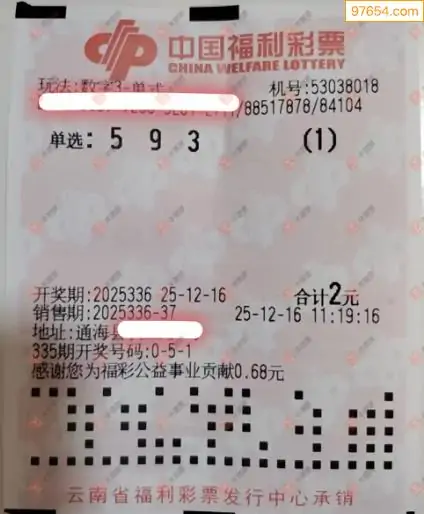 97654.com
中国福利彩票
CHINA WELFARE LOTTERY
玩法:数字3-单式
机号:53038018
/88517878/84104
单选: 5 9 3 (1)
开奖期:2025336 25-12-16 合计2元
销售期:2025336-37 25-12-16 11:19:16
地址:通海县
335期开奖号码:0-5-1
感谢您为福彩公益事业贡献0.68元
云南省福利彩票发行中心承销